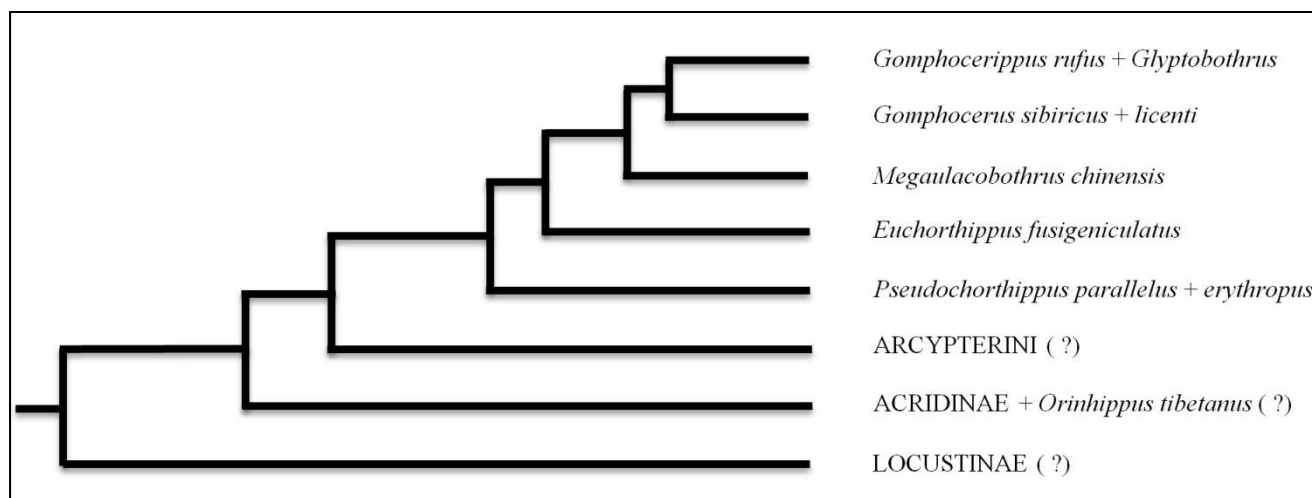 Gomphocerippus rufus + Glyptobothrus
Gomphocerus sibiricus + licenti
Megaulacobothrus chinensis
Euchorthippus fusigeniculatus
Pseudochorthippus parallelus + erythropus
ARCYPTERINI ( ?)
ACRIDINAE + Orinhippus tibetanus ( ?)
LOCUSTINAE ( ?)